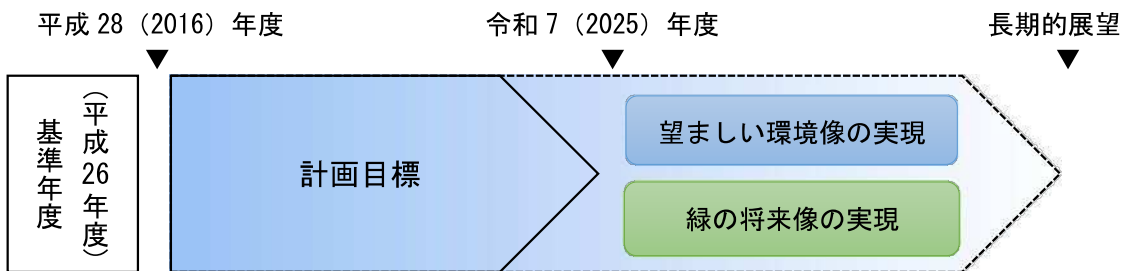 平成 28（2016）年度
令和 7（2025）年度
長期的展望
基準年度
（平成26年度）
計画目標
望ましい環境像の実現
緑の将来像の実現